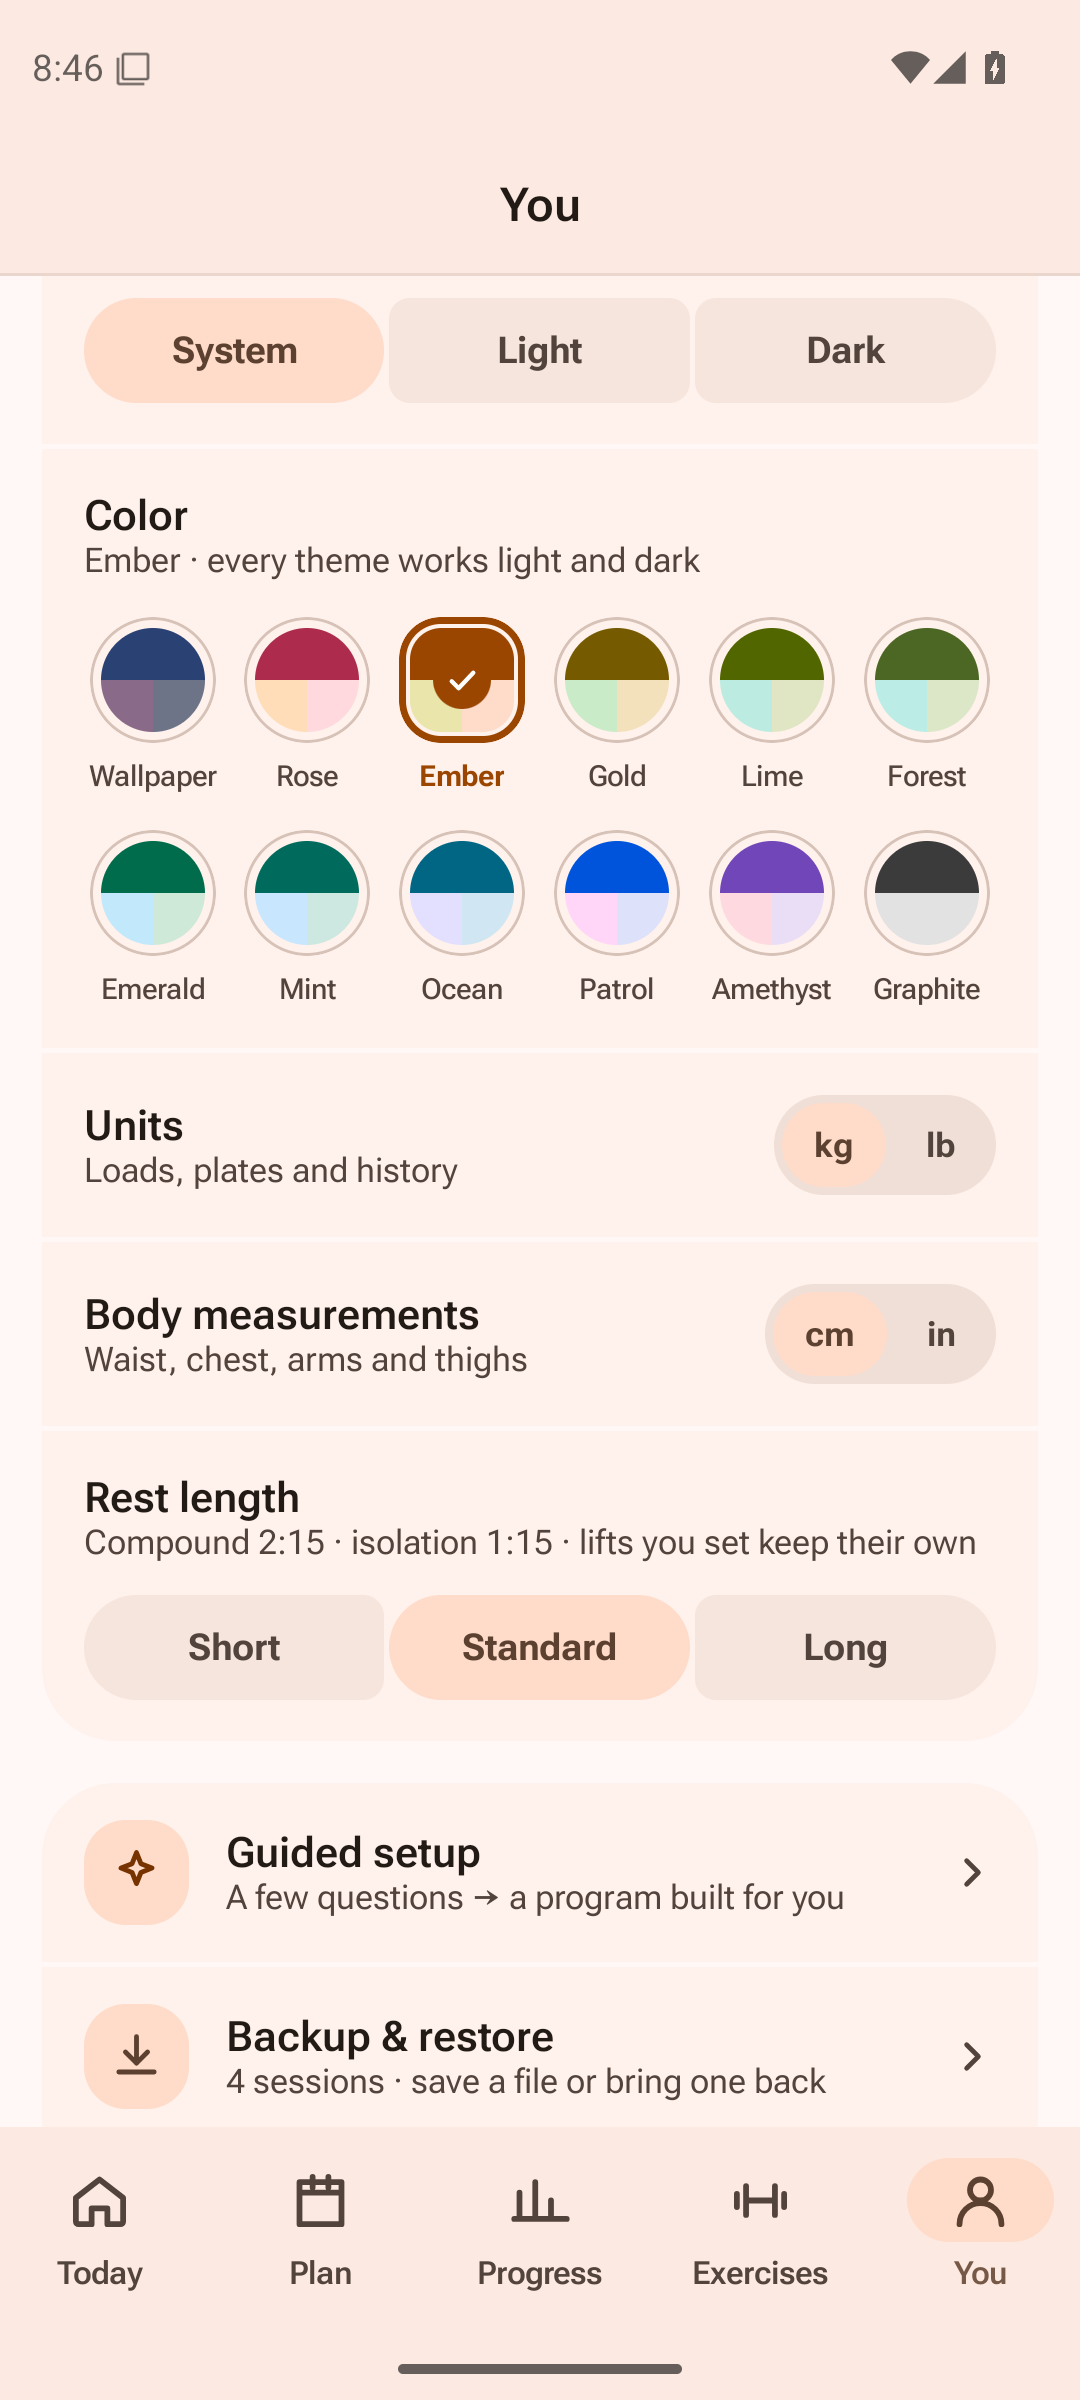 8:46
You
System
Light
Dark
Color
Ember · every theme works light and dark
Wallpaper
Rose
Ember
Gold
Lime
Forest
Emerald
Mint
Ocean
Patrol
Amethyst
Graphite
Units
Loads, plates and history
kg
lb
Body measurements
Waist, chest, arms and thighs
cm
in
Rest length
Compound 2:15 · isolation 1:15 · lifts you set keep their own
Short
Standard
Long
Guided setup
A few questions → a program built for you
Backup & restore
4 sessions · save a file or bring one back
Today
Plan
Progress
Exercises
You